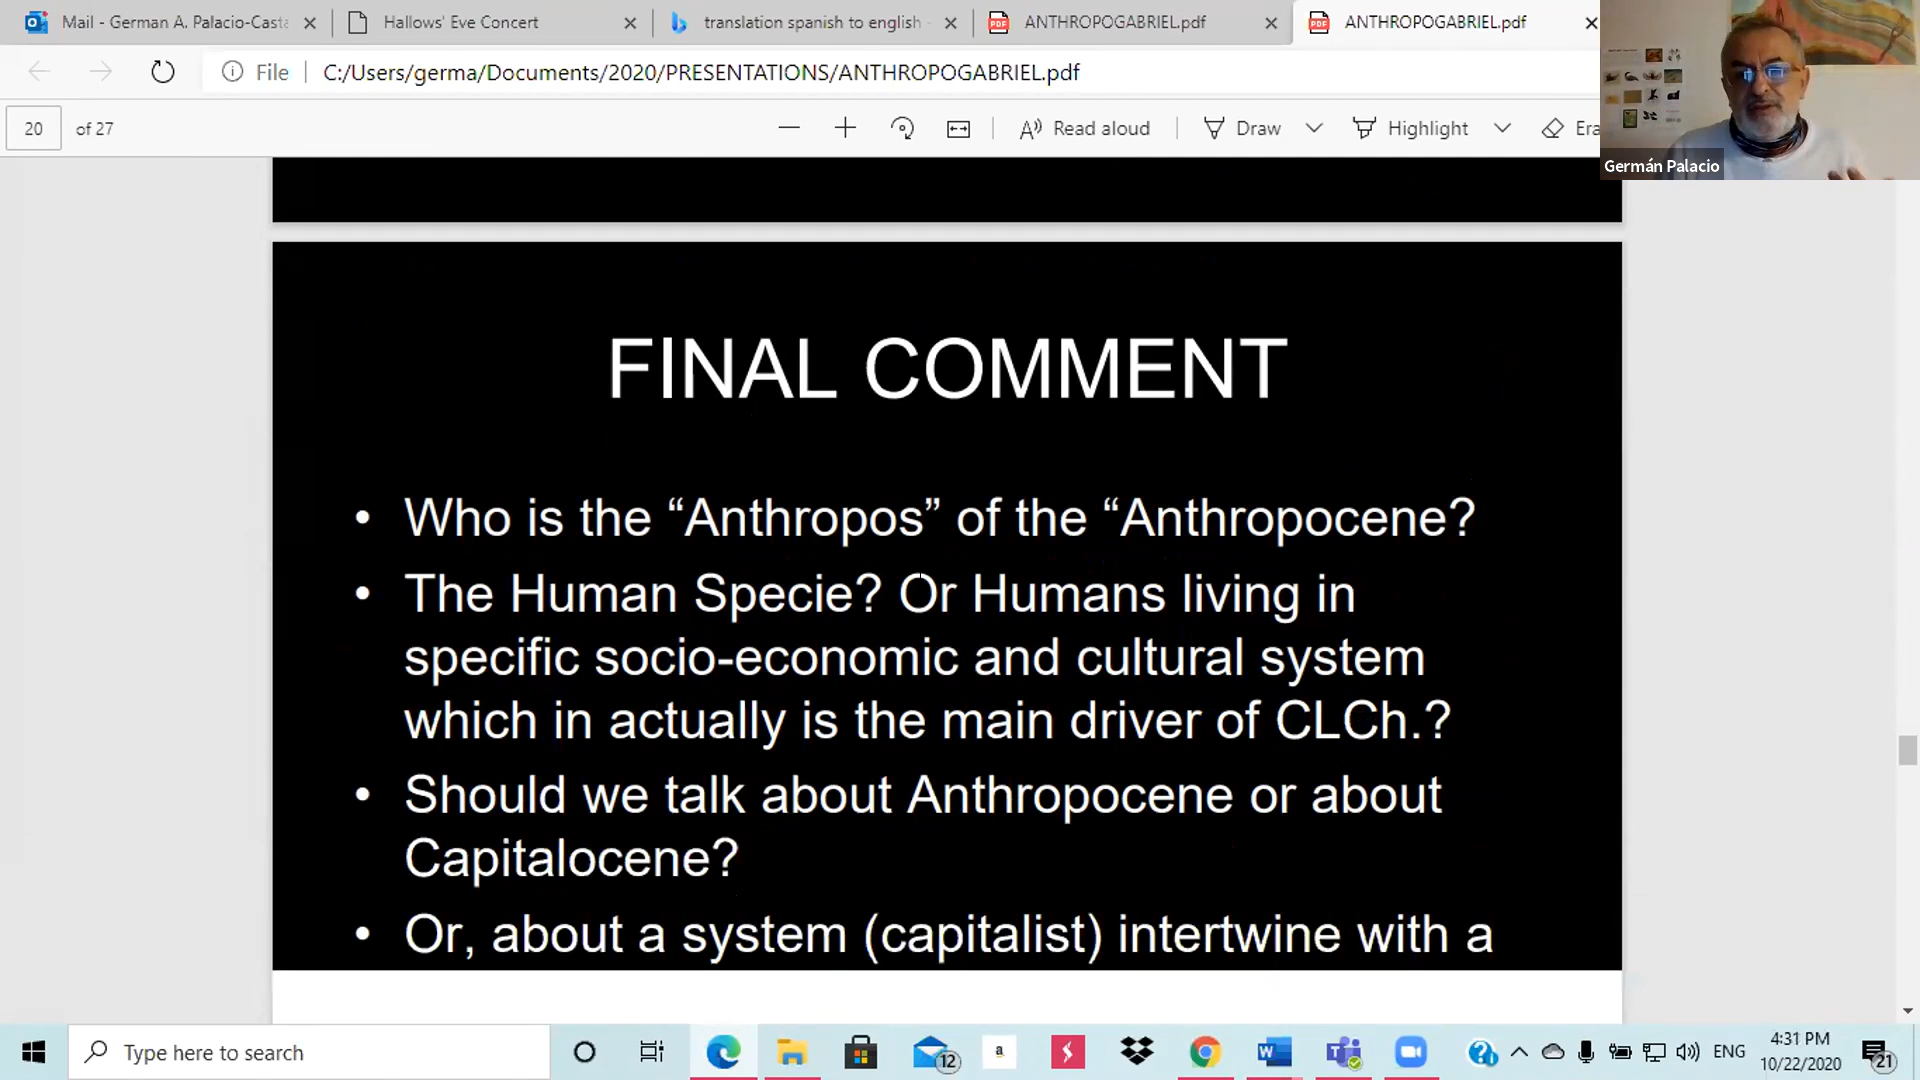 Mail - German A. Palacio-Casta
Hallows' Eve Concert
translation spanish to english -
ANTHROPOGABRIEL.pdf
ANTHROPOGABRIEL.pdf
File
C:/Users/germa/Documents/2020/PRESENTATIONS/ANTHROPOGABRIEL.pdf
20 of 27
Read aloud
Draw
Highlight
Era
Germán Palacio
FINAL COMMENT
• Who is the “Anthropos” of the “Anthropocene?
• The Human Specie? Or Humans living in
specific socio-economic and cultural system
which in actually is the main driver of CLCh.?
• Should we talk about Anthropocene or about
Capitalocene?
• Or, about a system (capitalist) intertwine with a
Type here to search
12
a
ENG
4:31 PM
10/22/2020
21